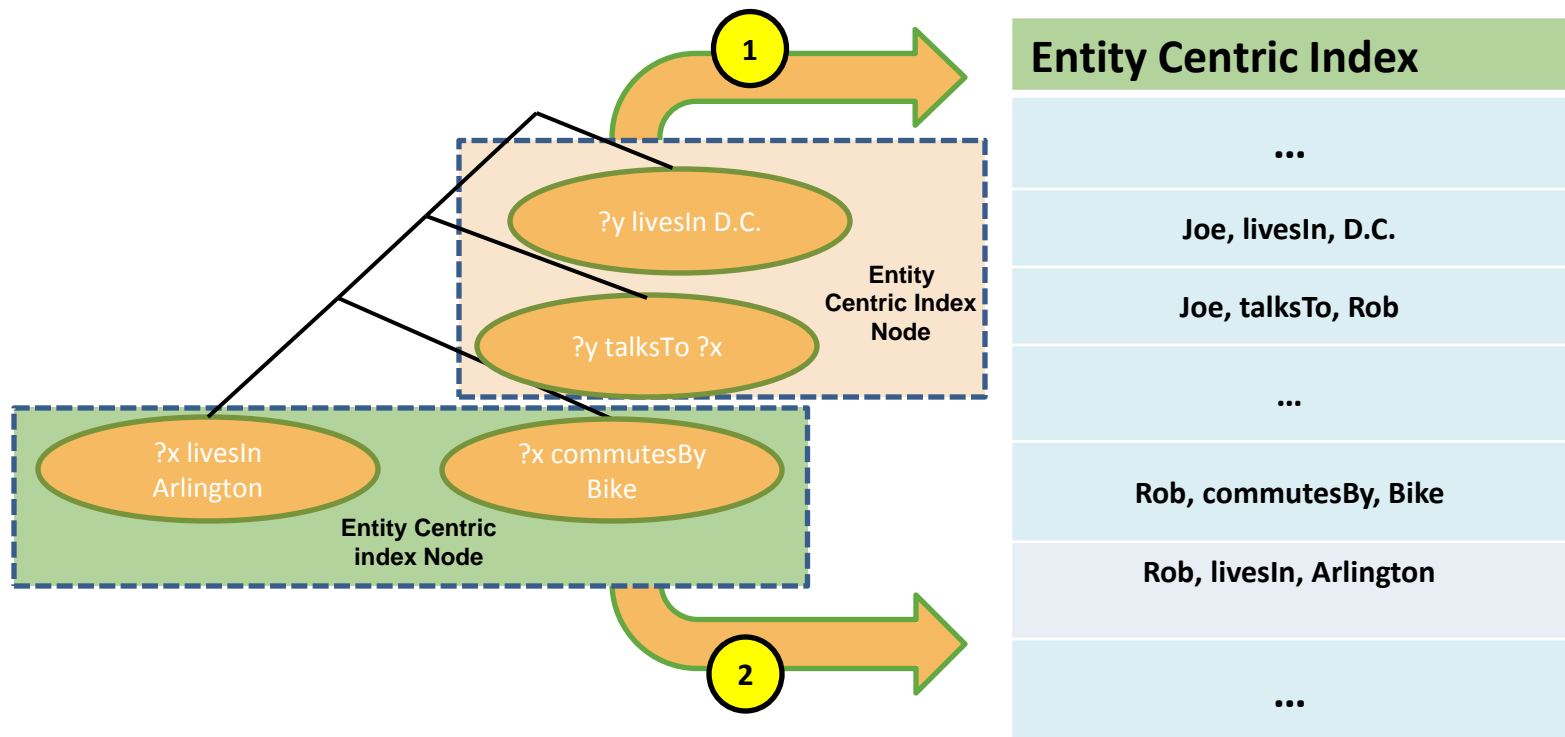 1
?y livesIn D.C.
Entity
Centric Index
Node
?y talksTo ?x
?x livesIn
Arlington
?x commutesBy
Bike
Entity Centric
index Node
2
Entity Centric Index
...
Joe, livesIn, D.C.
Joe, talksTo, Rob
...
Rob, commutesBy, Bike
Rob, livesIn, Arlington
...